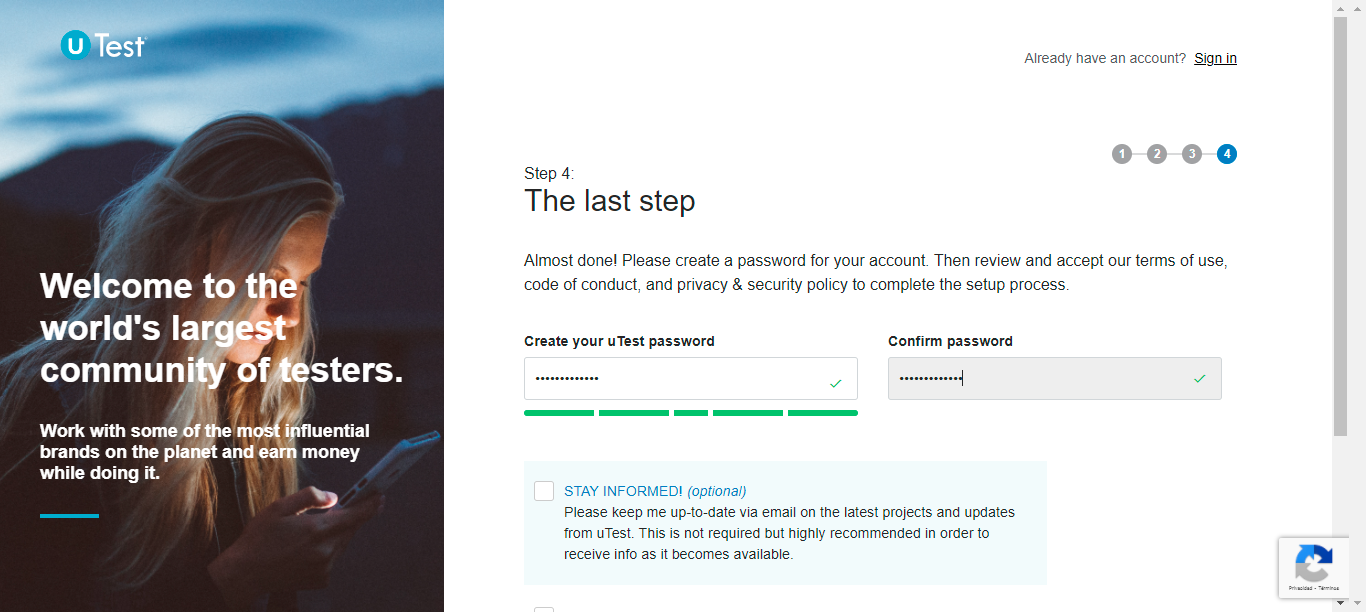 uTest
Already have an account? Sign in
1 2 3 4
Step 4:
The last step
Almost done! Please create a password for your account. Then review and accept our terms of use,
code of conduct, and privacy & security policy to complete the setup process.
Welcome to the
world's largest
community of testers.
Work with some of the most influential
brands on the planet and earn money
while doing it.
Create your uTest password
Confirm password
•••••••••••••
•••••••••••••
STAY INFORMED! (optional)
Please keep me up-to-date via email on the latest projects and updates
from uTest. This is not required but highly recommended in order to
receive info as it becomes available.
Privacidad - Términos